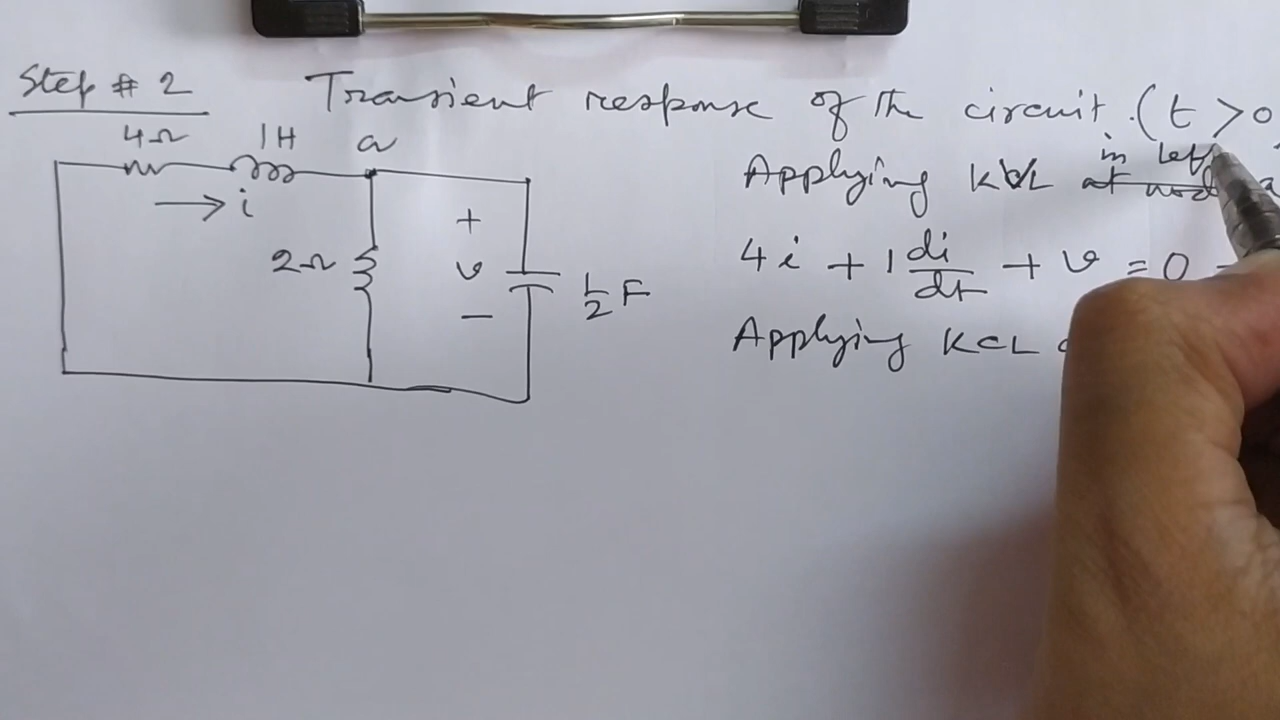 Step # 2 Transient response of the circuit. (t > 0
4Ω 1H a
Applying KVL in left
i
2Ω + v − 1/2 F
4i + 1 di/dt + v = 0
Applying KCL